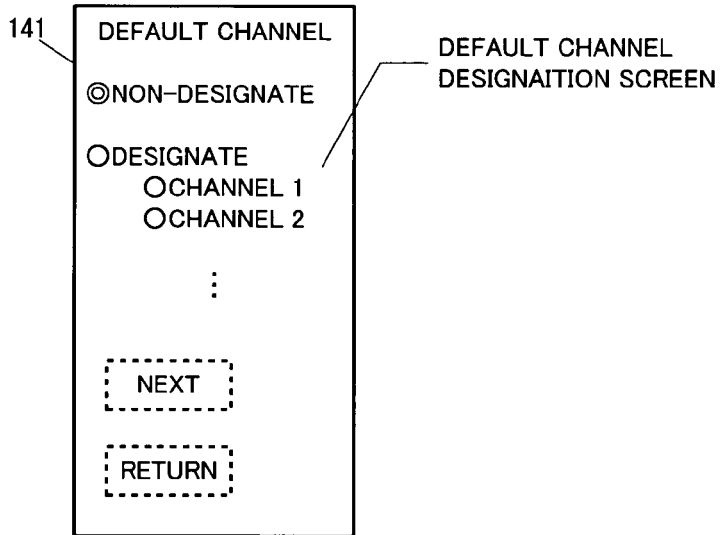 141
DEFAULT CHANNEL
◎NON-DESIGNATE
○DESIGNATE
○CHANNEL 1
○CHANNEL 2
⋮
NEXT
RETURN
DEFAULT CHANNEL
DESIGNAITION SCREEN